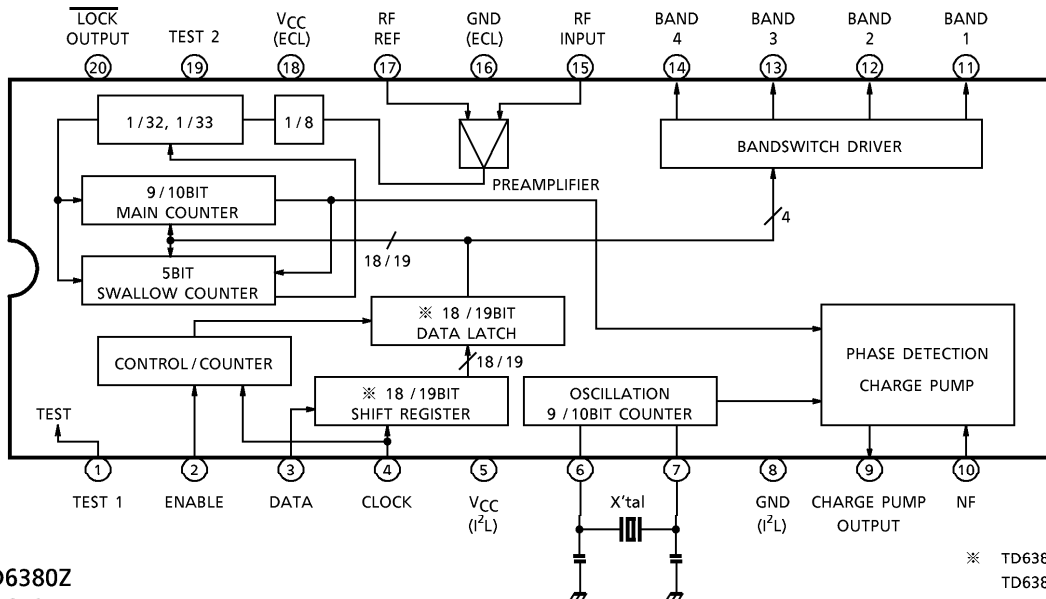 LOCK OUTPUT
TEST 2
VCC (ECL)
RF REF
GND (ECL)
RF INPUT
BAND 4
BAND 3
BAND 2
BAND 1
20 19 18 17 16 15 14 13 12 11
1/32, 1/33
1/8
PREAMPLIFIER
BANDSWITCH DRIVER
4
9/10BIT
MAIN COUNTER
18/19
5BIT
SWALLOW COUNTER
※ 18/19BIT
DATA LATCH
18/19
CONTROL/COUNTER
※ 18/19BIT
SHIFT REGISTER
OSCILLATION
9/10BIT COUNTER
PHASE DETECTION
CHARGE PUMP
TEST
1 2 3 4 5 6 7 8 9 10
TEST 1
ENABLE
DATA
CLOCK
VCC
(I²L)
X'tal
GND
(I²L)
CHARGE PUMP
OUTPUT
NF
※ TD638
TD638
D6380Z